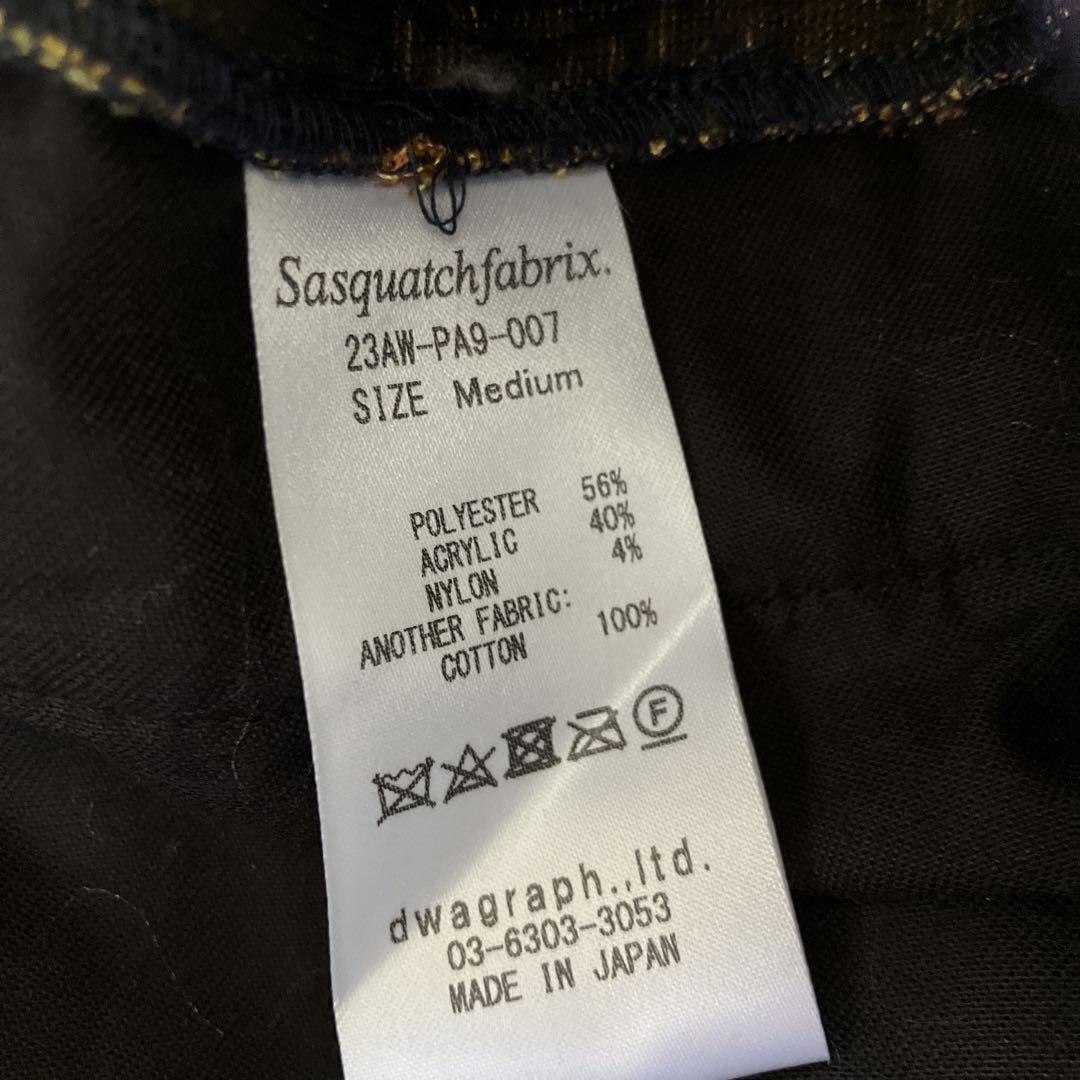 Sasquatchfabrix.
23AW-PA9-007
SIZE Medium
POLYESTER 56%
ACRYLIC 40%
NYLON 4%
ANOTHER FABRIC:
COTTON 100%
F
dwagraph.,ltd.
03-6303-3053
MADE IN JAPAN